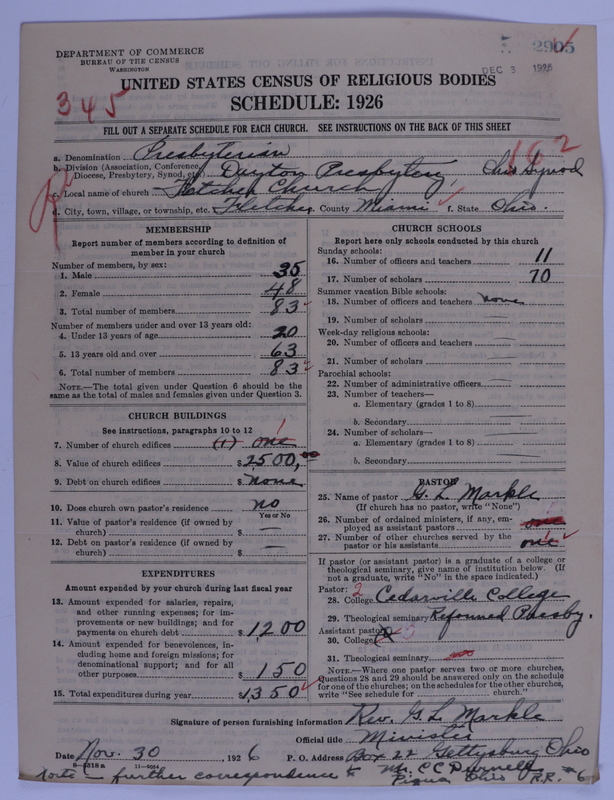 2905
DEC 3 1926
DEPARTMENT OF COMMERCE
BUREAU OF THE CENSUS
WASHINGTON
UNITED STATES CENSUS OF RELIGIOUS BODIES
SCHEDULE: 1926
345
FILL OUT A SEPARATE SCHEDULE FOR EACH CHURCH. SEE INSTRUCTIONS ON THE BACK OF THIS SHEET
182
a. Denomination Presbyterian
b. Division (Association, Conference, Diocese, Presbytery, Synod, etc.) Dayton Presbytery, Ohio Synod
c. Local name of church Fletcher Church
d. City, town, village, or township, etc. Fletcher County Miami f. State Ohio.
MEMBERSHIP
Report number of members according to definition of member in your church
Number of members, by sex:
1. Male 35
2. Female 48
3. Total number of members 83
Number of members under and over 13 years old:
4. Under 13 years of age 20
5. 13 years old and over 63
6. Total number of members 83
NOTE.—The total given under Question 6 should be the same as the total of males and females given under Question 3.
CHURCH BUILDINGS
See instructions, paragraphs 10 to 12
7. Number of church edifices (1) one 1
8. Value of church edifices $2500,00
9. Debt on church edifices $none
10. Does church own pastor's residence no
Yes or No
11. Value of pastor's residence (if owned by church) $
12. Debt on pastor's residence (if owned by church) $ —
EXPENDITURES
Amount expended by your church during last fiscal year
13. Amount expended for salaries, repairs, and other running expenses; for improvements or new buildings; and for payments on church debt $1200
14. Amount expended for benevolences, including home and foreign missions; for denominational support; and for all other purposes $150
15. Total expenditures during year $1350
CHURCH SCHOOLS
Report here only schools conducted by this church
Sunday schools:
16. Number of officers and teachers 11
17. Number of scholars 70
Summer vacation Bible schools:
18. Number of officers and teachers none
19. Number of scholars
Week-day religious schools:
20. Number of officers and teachers
21. Number of scholars
Parochial schools:
22. Number of administrative officers
23. Number of teachers—
a. Elementary (grades 1 to 8)
b. Secondary
24. Number of scholars—
a. Elementary (grades 1 to 8)
b. Secondary
PASTOR
25. Name of pastor G. L. Markle
(If church has no pastor, write "None")
26. Number of ordained ministers, if any, employed as assistant pastors
27. Number of other churches served by the pastor or his assistants one
If pastor (or assistant pastor) is a graduate of a college or theological seminary, give name of institution below. (If not a graduate, write "No" in the space indicated.)
Pastor: 2
28. College Cedarville College
29. Theological seminary Reformed Presby.
Assistant pastor:
30. College
31. Theological seminary
NOTE.—Where one pastor serves two or more churches, Questions 28 and 29 should be answered only on the schedule for one of the churches; on the schedules for the other churches, write "See schedule for church."
Signature of person furnishing information Rev. G. L. Markle
Official title Minister
Date Nov. 30, 1926 P. O. Address Box 22 Gettysburg Ohio
8—5318a 11—9034
Note - further correspondence to Mr. CC Purnell
Piqua Ohio R.R. #6